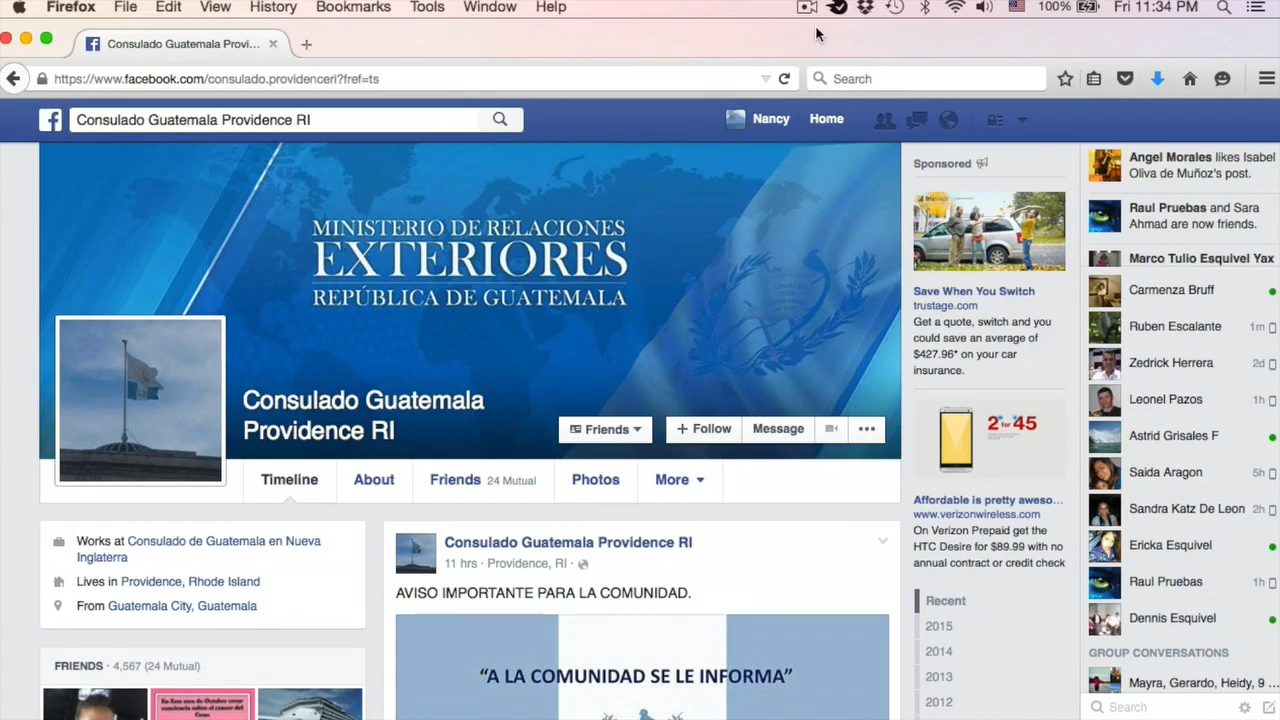 Firefox File Edit View History Bookmarks Tools Window Help 100% Fri 11:34 PM
Consulado Guatemala Provi...
https://www.facebook.com/consulado.providenceri?fref=ts Search
Consulado Guatemala Providence RI Nancy Home
MINISTERIO DE RELACIONES
EXTERIORES
REPÚBLICA DE GUATEMALA
Consulado Guatemala
Providence RI
Friends + Follow Message
Timeline About Friends 24 Mutual Photos More
Works at Consulado de Guatemala en Nueva
Inglaterra
Lives in Providence, Rhode Island
From Guatemala City, Guatemala
FRIENDS · 4,567 (24 Mutual)
Consulado Guatemala Providence RI
11 hrs · Providence, RI ·
AVISO IMPORTANTE PARA LA COMUNIDAD.
"A LA COMUNIDAD SE LE INFORMA"
Sponsored
Save When You Switch
trustage.com
Get a quote, switch and you
could save an average of
$427.96* on your car
insurance.
2 for 45
Affordable is pretty aweso...
www.verizonwireless.com
On Verizon Prepaid get the
HTC Desire for $89.99 with no
annual contract or credit check
Recent
2015
2014
2013
2012
Angel Morales likes Isabel
Oliva de Muñoz's post.
Raul Pruebas and Sara
Ahmad are now friends.
Marco Tulio Esquivel Yax
Carmenza Bruff
Ruben Escalante 1m
Zedrick Herrera 2d
Leonel Pazos 1h
Astrid Grisales F
Saida Aragon 5h
Sandra Katz De Leon 2h
Ericka Esquivel
Raul Pruebas 1h
Dennis Esquivel
GROUP CONVERSATIONS
Mayra, Gerardo, Heidy, 9 ...
Search